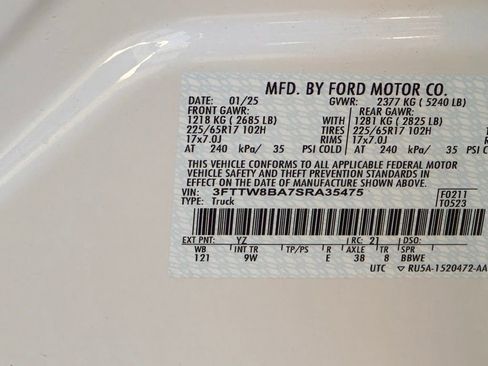 MFD. BY FORD MOTOR CO.
DATE: 01/25 GVWR: 2377 KG ( 5240 LB)
FRONT GAWR: REAR GAWR:
1218 KG ( 2685 LB) WITH 1281 KG ( 2825 LB)
225/65R17 102H TIRES 225/65R17 102H
17x7.0J RIMS 17x7.0J
AT 240 kPa/ 35 PSI COLD AT 240 kPa/ 35 PSI CO
THIS VEHICLE CONFORMS TO ALL APPLICABLE FEDERAL MOTOR
VEHICLE SAFETY AND THEFT PREVENTION STANDARDS IN
EFFECT ON THE DATE OF MANUFACTURE SHOWN ABOVE.
VIN: 3FTTW8BA7SRA35475 F0211
TYPE: Truck T0523
EXT PNT: YZ RC: 21
WB INT TR TP/PS R AXLE TR SPR
121 9W E 38 8 BBWE
UTC ▽ RU5A-1520472-AA